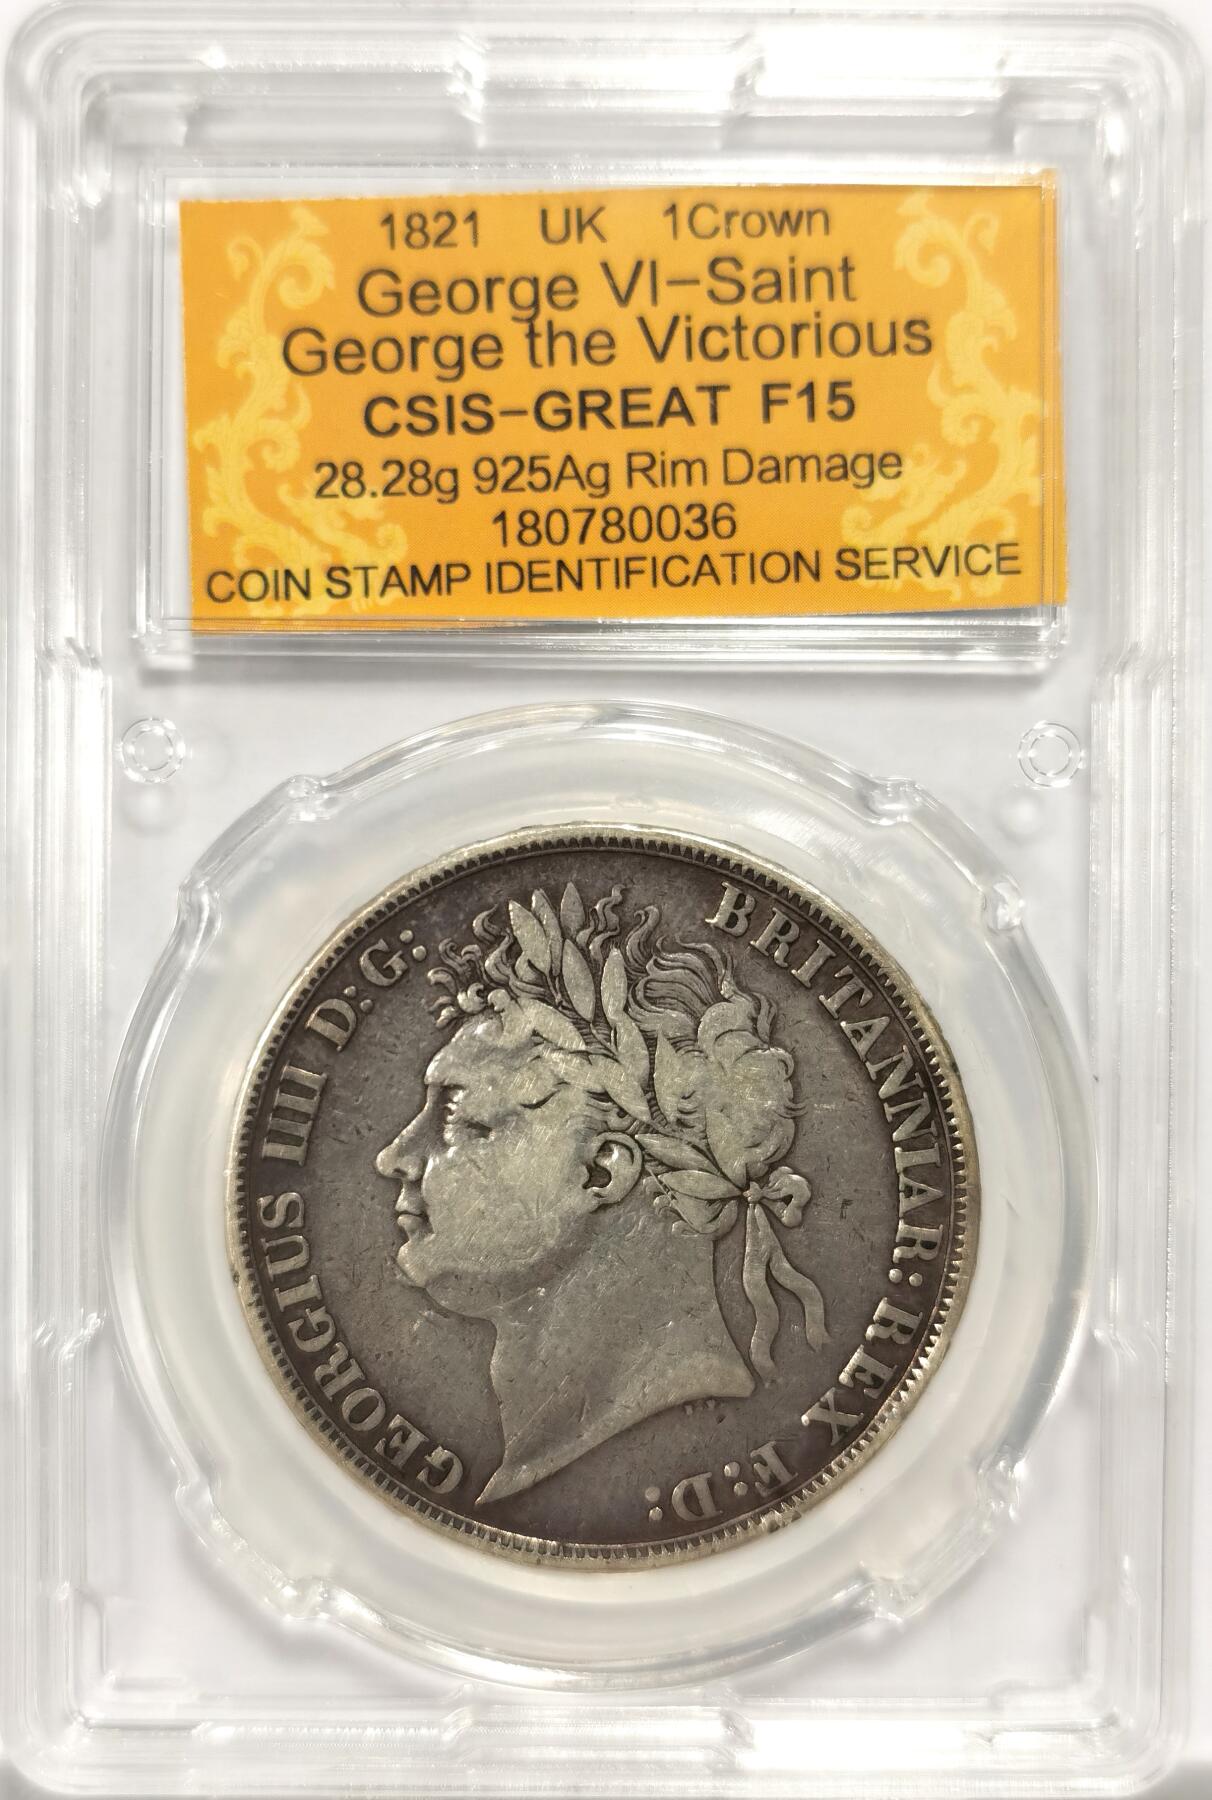 1821 UK 1Crown
George VI-Saint
George the Victorious
CSIS-GREAT F15
28.28g 925Ag Rim Damage
180780036
COIN STAMP IDENTIFICATION SERVICE
GEORGIUS IIII D:G: BRITANNIAR: REX F:D: